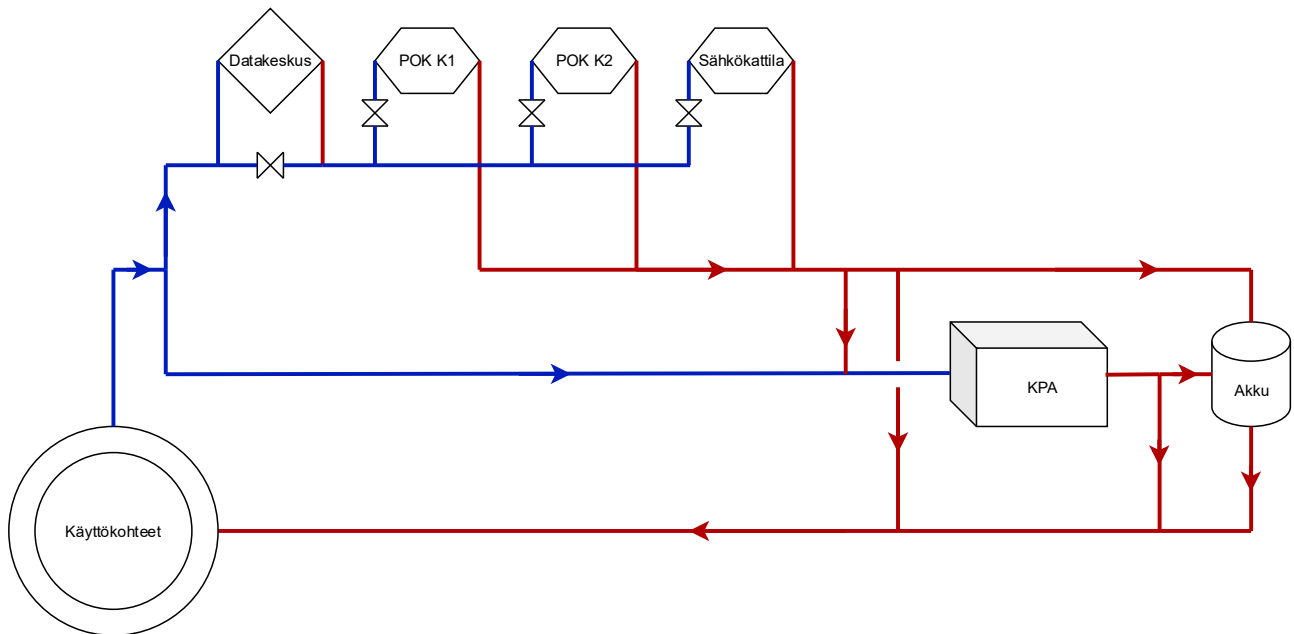 Datakeskus
POK K1
POK K2
Sähkökattila
KPA
Akku
Käyttökohteet